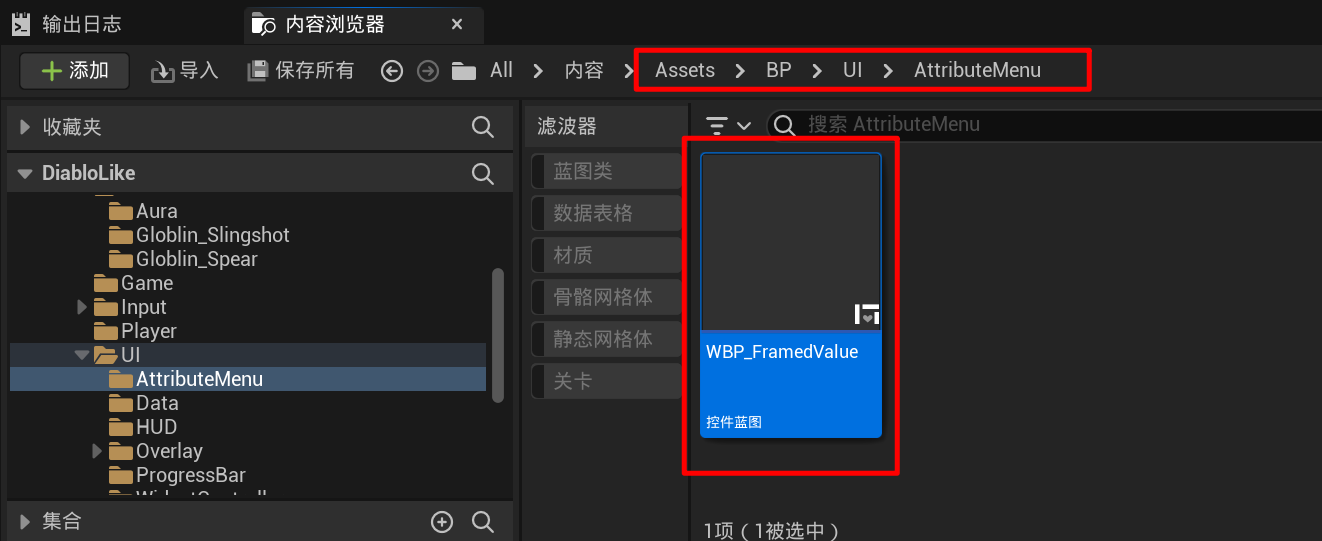 输出日志
内容浏览器
添加
导入
保存所有
All
内容
Assets
BP
UI
AttributeMenu
收藏夹
滤波器
搜索 AttributeMenu
DiabloLike
Aura
Globlin_Slingshot
Globlin_Spear
Game
Input
Player
UI
AttributeMenu
Data
HUD
Overlay
ProgressBar
蓝图类
数据表格
材质
骨骼网格体
静态网格体
关卡
WBP_FramedValue
控件蓝图
集合
1项（1被选中）